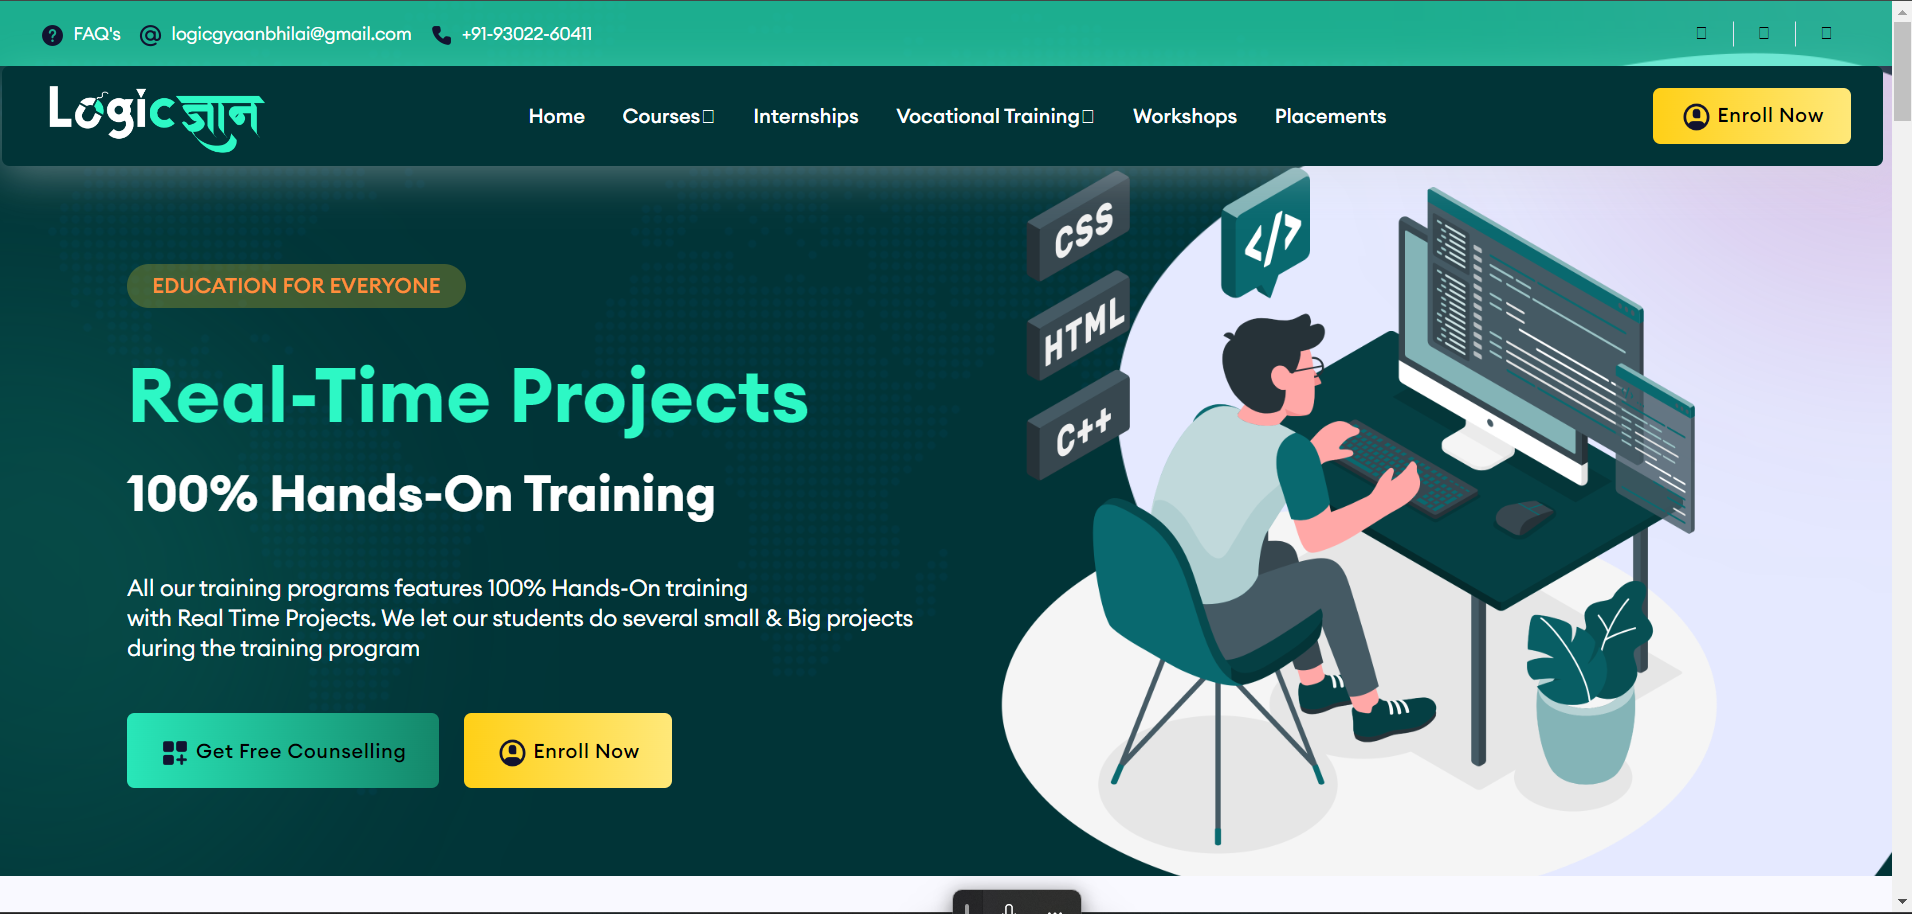 FAQ's logicgyaanbhilai@gmail.com +91-93022-60411
Logicज्ञान Home Courses Internships Vocational Training Workshops Placements Enroll Now
CSS
</>
HTML
C++
EDUCATION FOR EVERYONE
Real-Time Projects
100% Hands-On Training
All our training programs features 100% Hands-On training
with Real Time Projects. We let our students do several small & Big projects
during the training program
Get Free Counselling Enroll Now